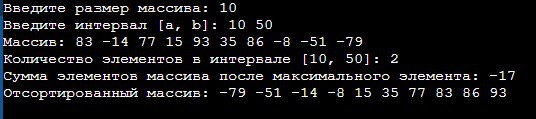 Введите размер массива: 10
Введите интервал [a, b]: 10 50
Массив: 83 -14 77 15 93 35 86 -8 -51 -79
Количество элементов в интервале [10, 50]: 2
Сумма элементов массива после максимального элемента: -17
Отсортированный массив: -79 -51 -14 -8 15 35 77 83 86 93